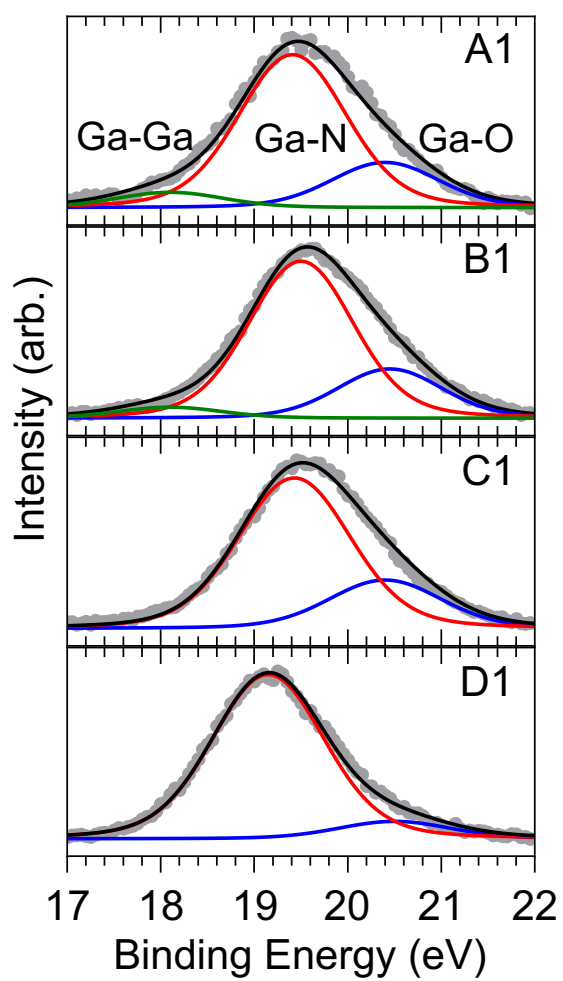 A1
Ga-Ga Ga-N Ga-O
B1
Intensity (arb.)
C1
D1
17 18 19 20 21 22
Binding Energy (eV)